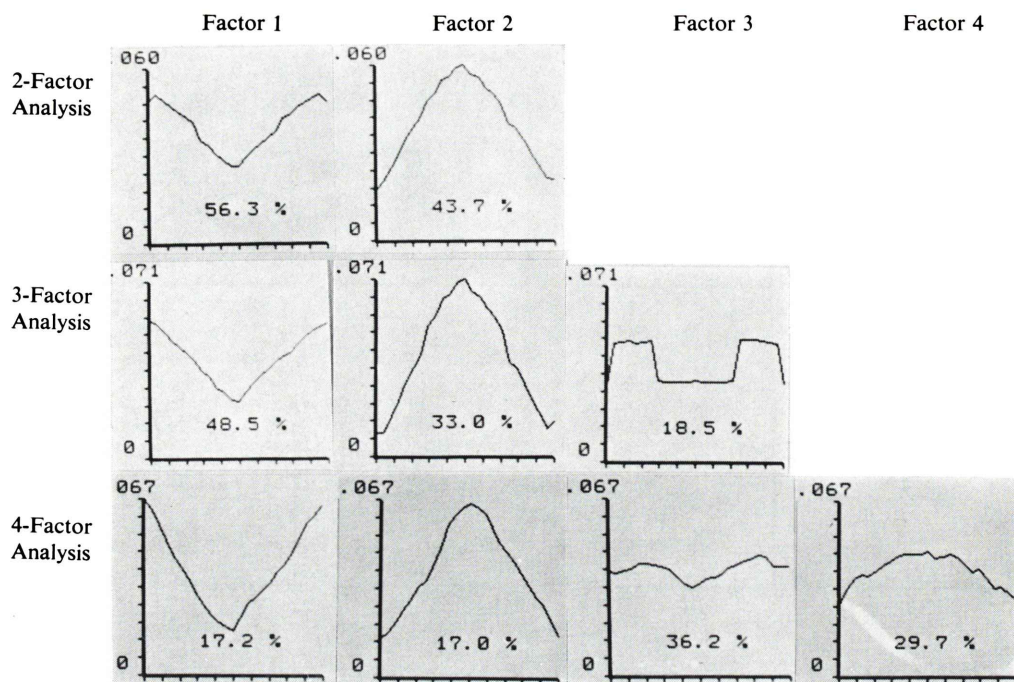 Factor 1 Factor 2 Factor 3 Factor 4
2-Factor
Analysis
060 .060
56.3 % 43.7 %
0 0
3-Factor
Analysis
.071 .071 .071
48.5 % 33.0 % 18.5 %
0 0 0
4-Factor
Analysis
067 .067 .067 .067
17.2 % 17.0 % 36.2 % 29.7 %
0 0 0 0